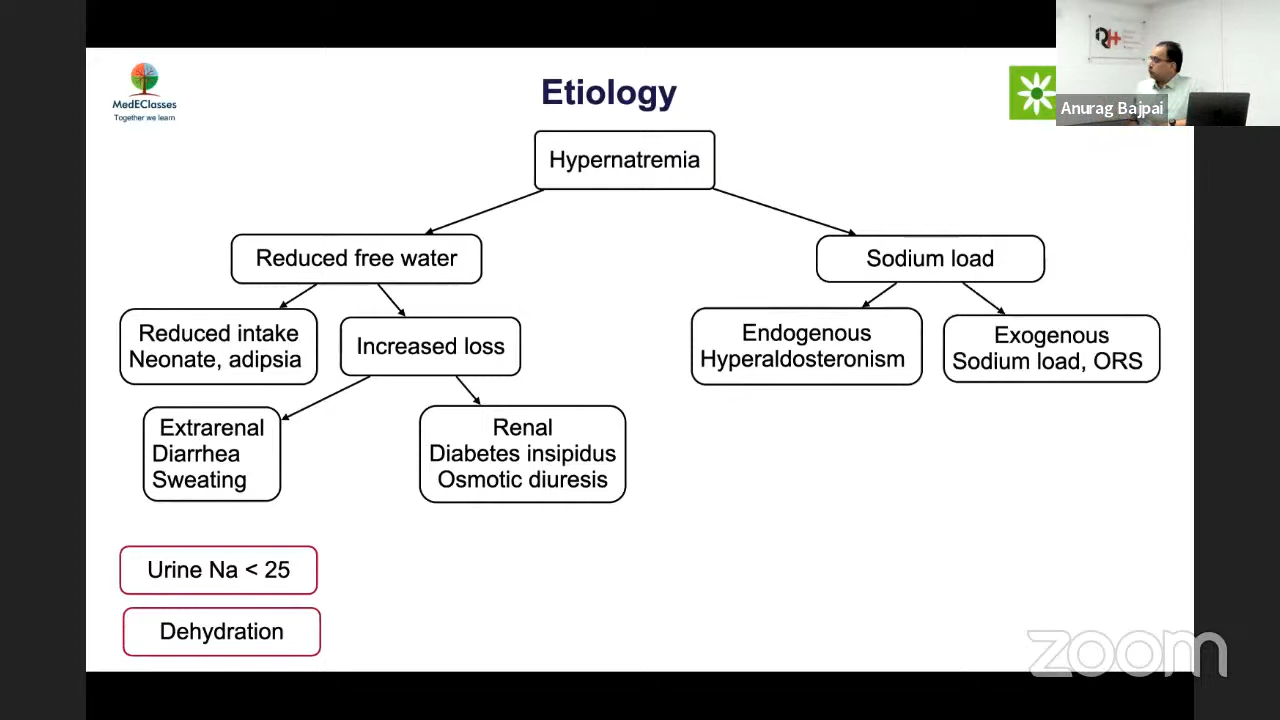 MedEClasses
Together we learn
Etiology
Anurag Bajpai
Hypernatremia
Reduced free water
Sodium load
Reduced intake
Neonate, adipsia
Increased loss
Endogenous
Hyperaldosteronism
Exogenous
Sodium load, ORS
Extrarenal
Diarrhea
Sweating
Renal
Diabetes insipidus
Osmotic diuresis
Urine Na < 25
Dehydration
zoom